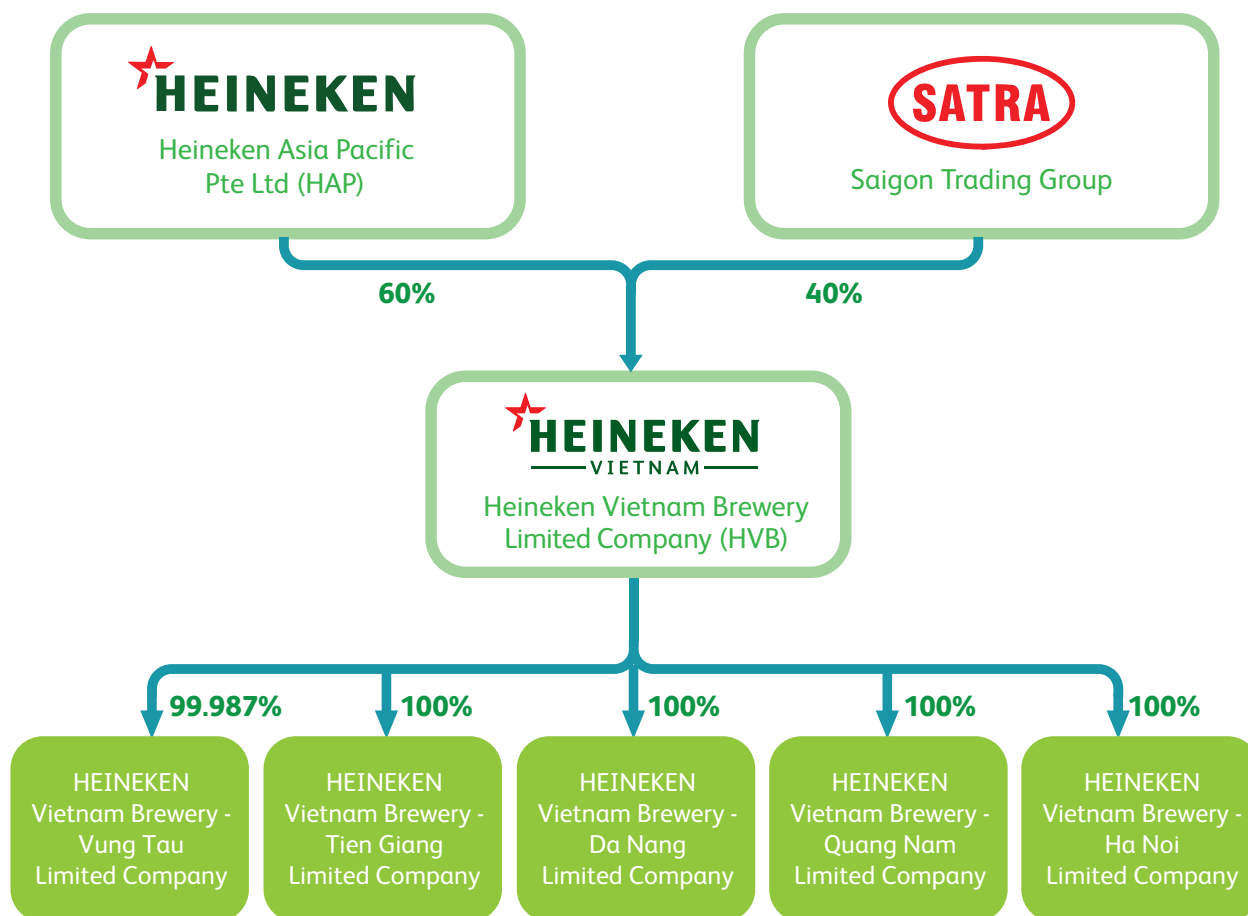 HEINEKEN
Heineken Asia Pacific
Pte Ltd (HAP)
SATRA
Saigon Trading Group
60%
40%
HEINEKEN
VIETNAM
Heineken Vietnam Brewery
Limited Company (HVB)
99.987%
100%
100%
100%
100%
HEINEKEN
Vietnam Brewery -
Vung Tau
Limited Company
HEINEKEN
Vietnam Brewery -
Tien Giang
Limited Company
HEINEKEN
Vietnam Brewery -
Da Nang
Limited Company
HEINEKEN
Vietnam Brewery -
Quang Nam
Limited Company
HEINEKEN
Vietnam Brewery -
Ha Noi
Limited Company